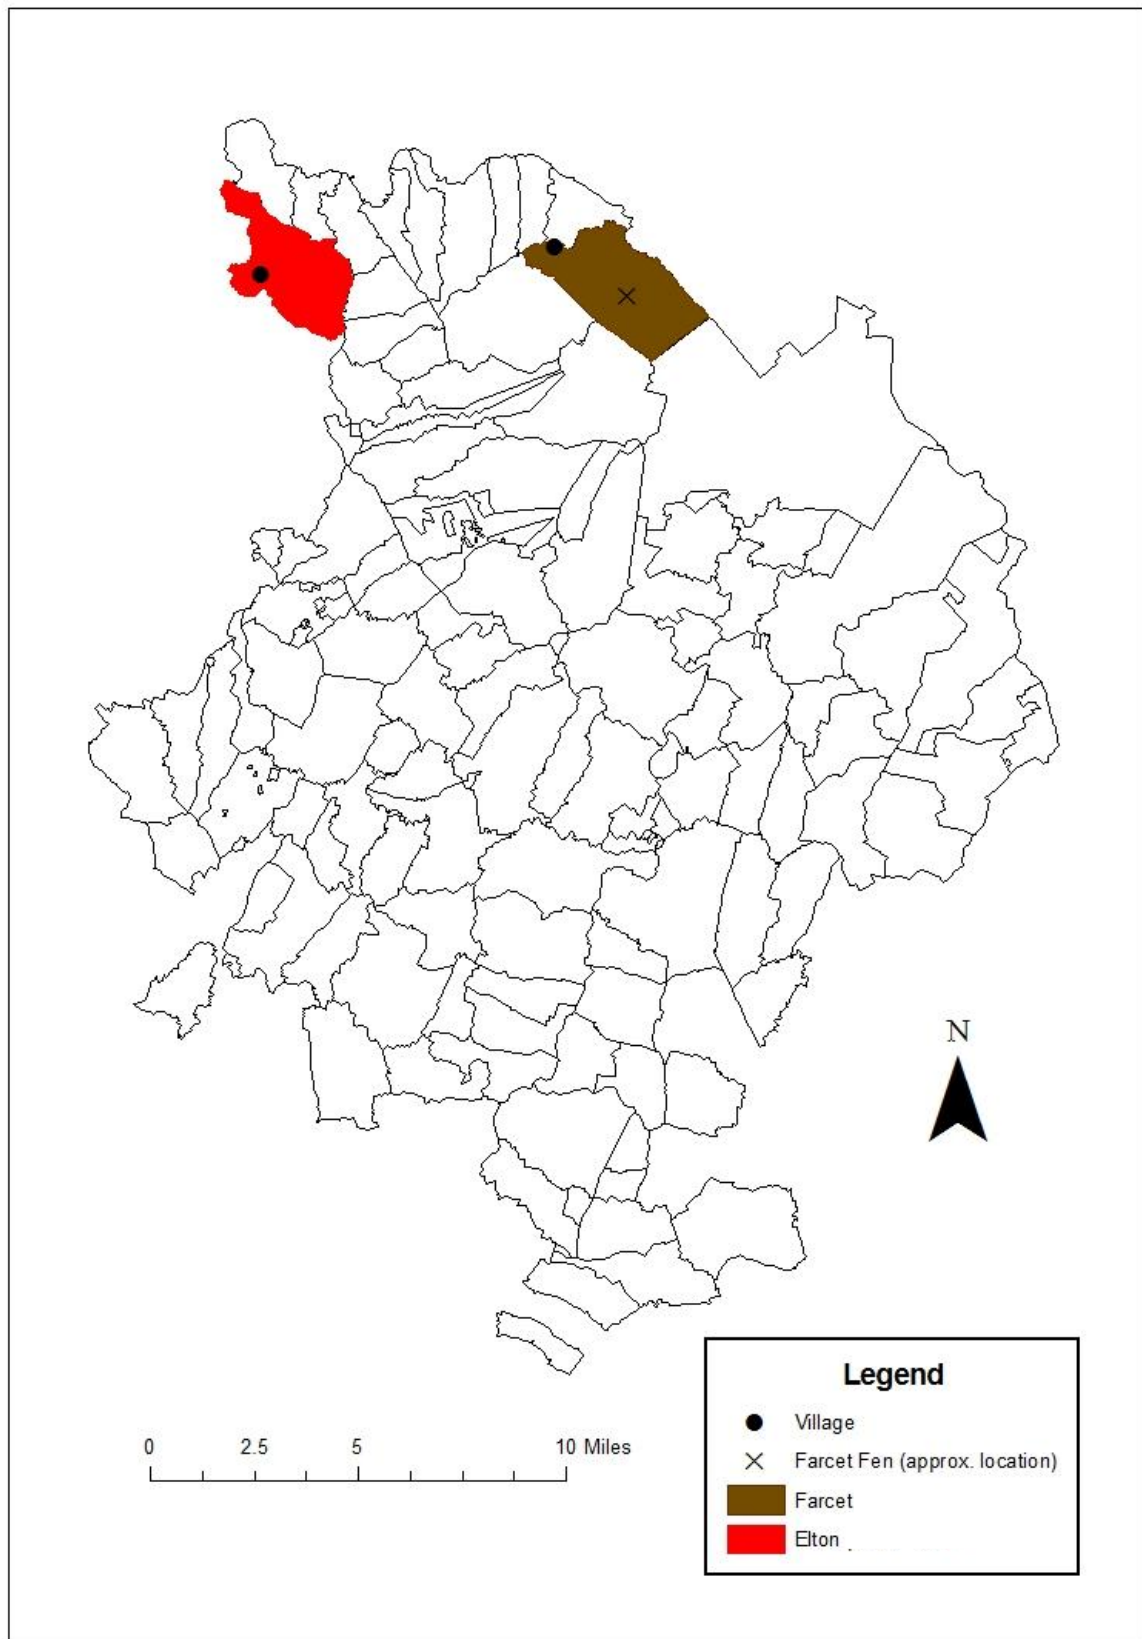 N
Legend
Village
Farcet Fen (approx. location)
Farcet
Elton
0 2.5 5 10 Miles